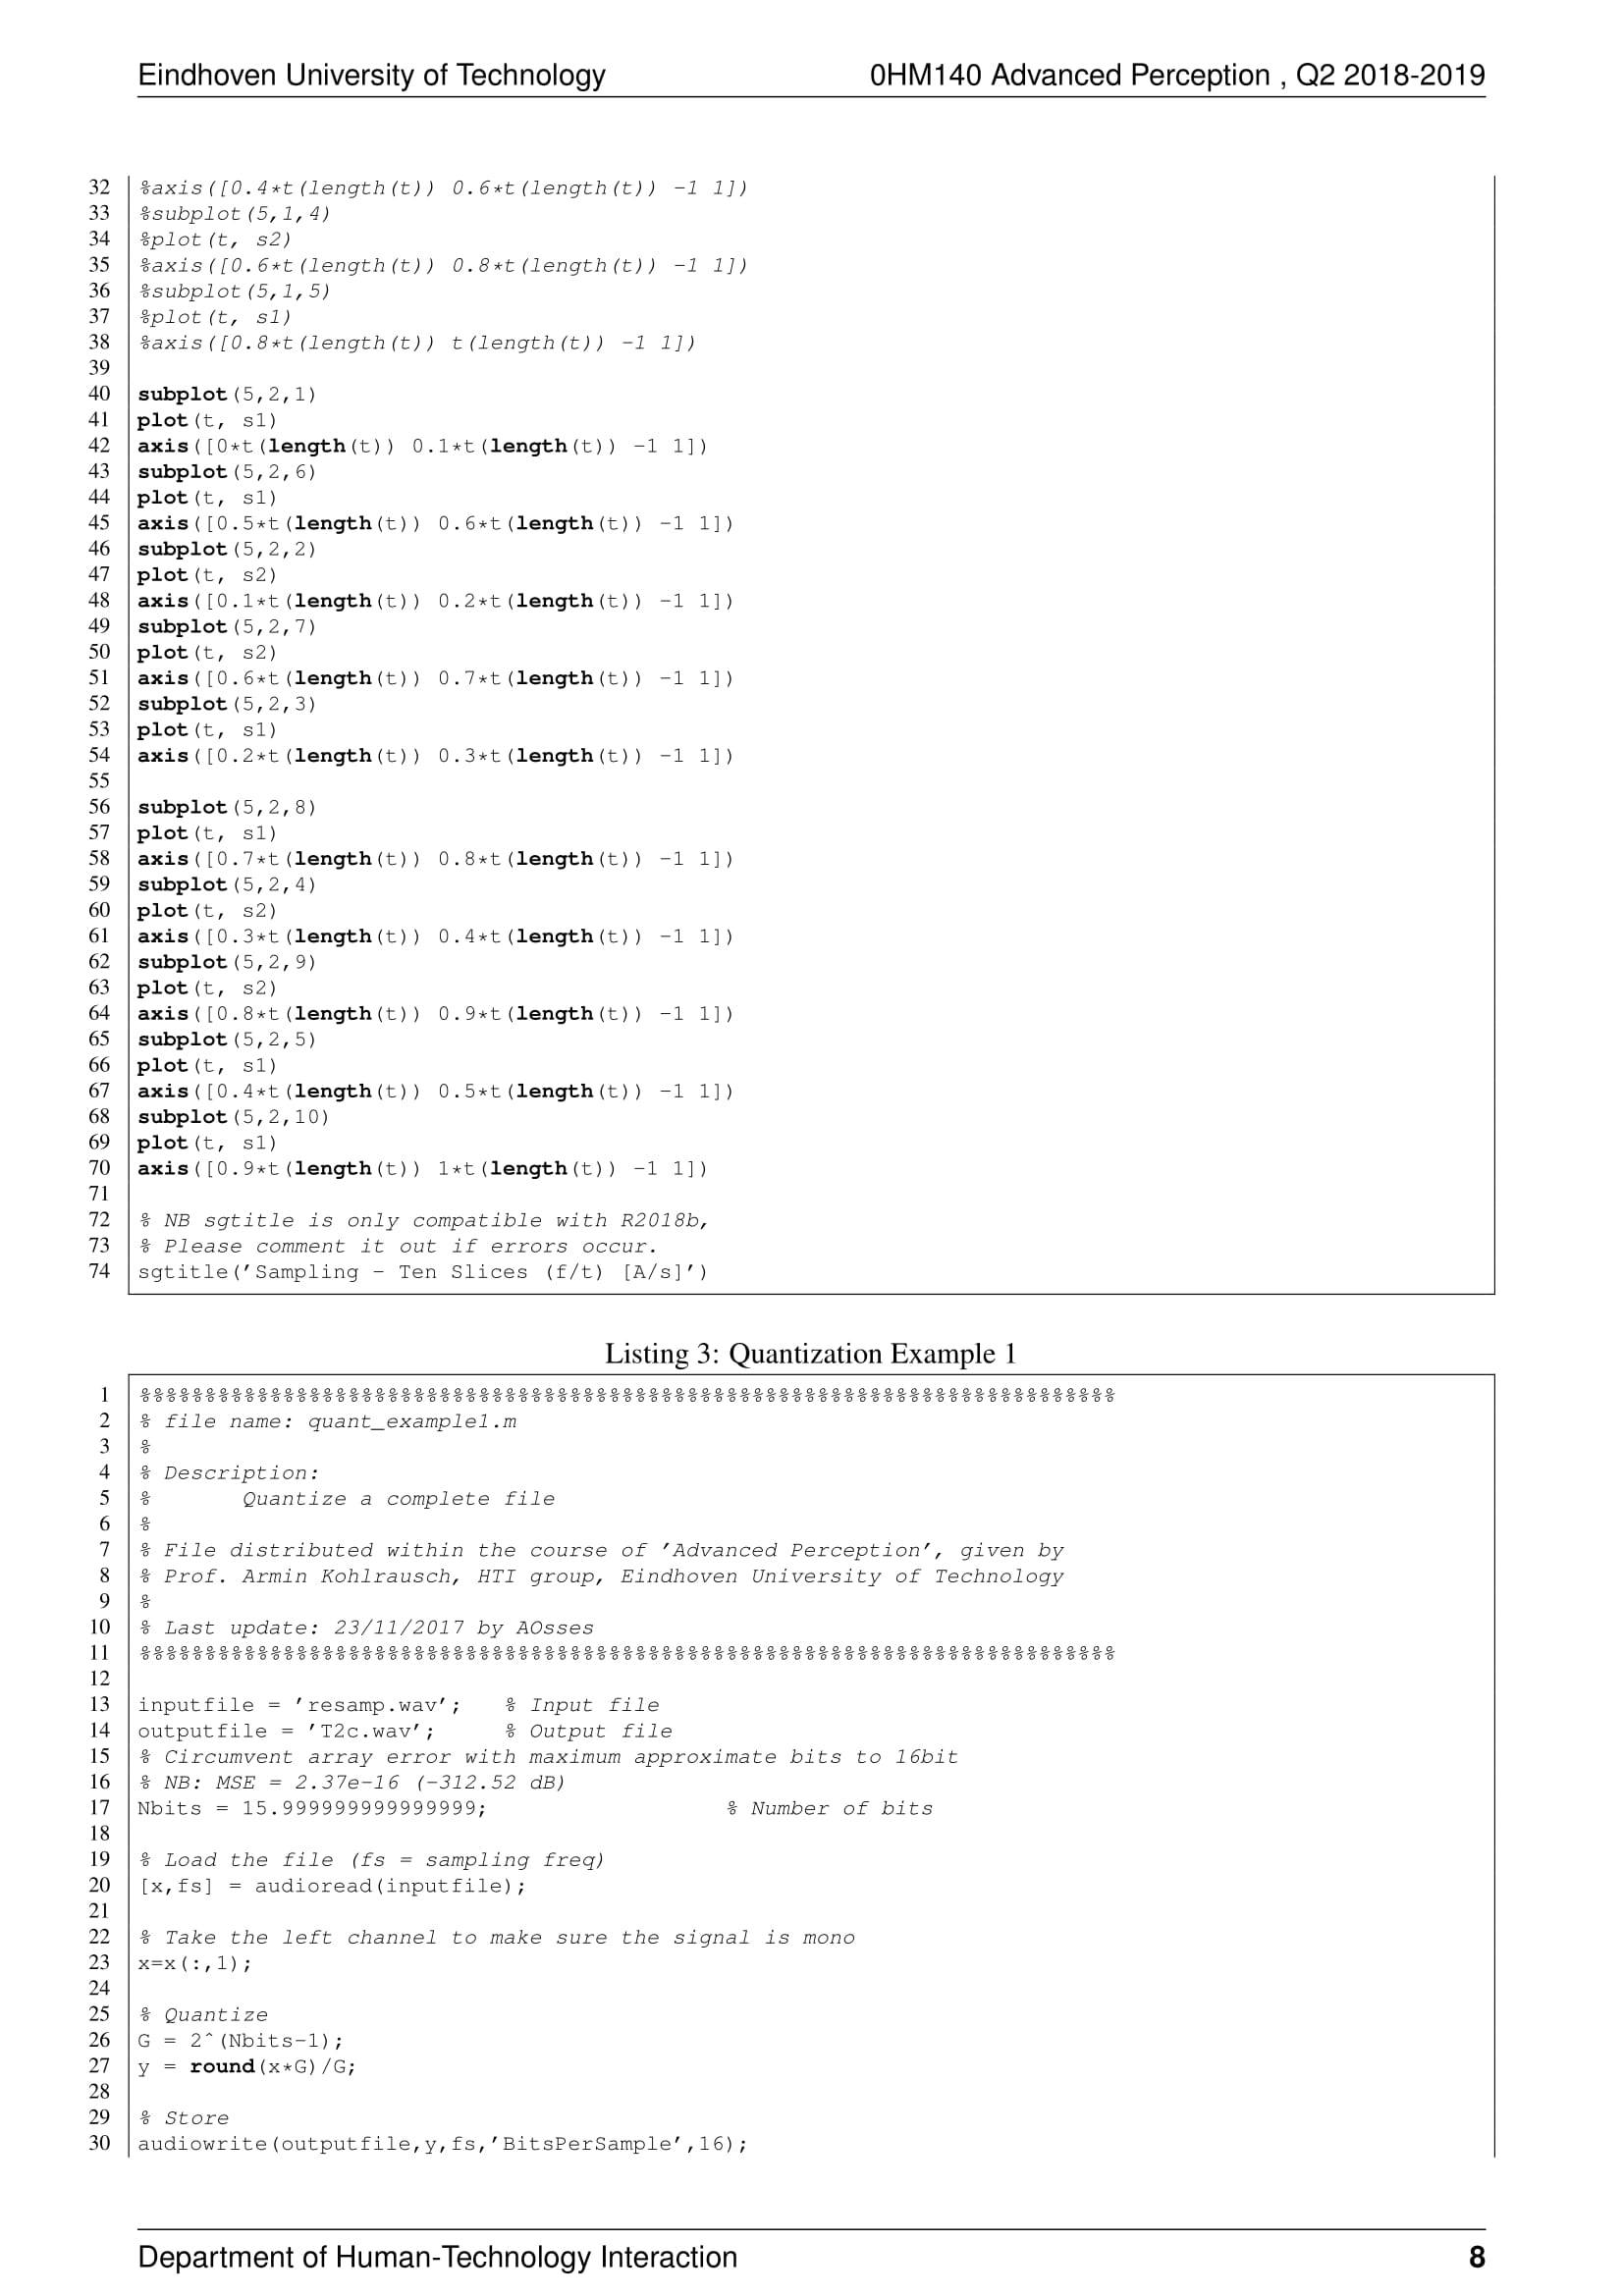 Eindhoven University of Technology 0HM140 Advanced Perception , Q2 2018-2019
32 %axis([0.4*t(length(t)) 0.6*t(length(t)) -1 1])
33 %subplot(5,1,4)
34 %plot(t, s2)
35 %axis([0.6*t(length(t)) 0.8*t(length(t)) -1 1])
36 %subplot(5,1,5)
37 %plot(t, s1)
38 %axis([0.8*t(length(t)) t(length(t)) -1 1])
39
40 subplot(5,2,1)
41 plot(t, s1)
42 axis([0*t(length(t)) 0.1*t(length(t)) -1 1])
43 subplot(5,2,6)
44 plot(t, s1)
45 axis([0.5*t(length(t)) 0.6*t(length(t)) -1 1])
46 subplot(5,2,2)
47 plot(t, s2)
48 axis([0.1*t(length(t)) 0.2*t(length(t)) -1 1])
49 subplot(5,2,7)
50 plot(t, s2)
51 axis([0.6*t(length(t)) 0.7*t(length(t)) -1 1])
52 subplot(5,2,3)
53 plot(t, s1)
54 axis([0.2*t(length(t)) 0.3*t(length(t)) -1 1])
55
56 subplot(5,2,8)
57 plot(t, s1)
58 axis([0.7*t(length(t)) 0.8*t(length(t)) -1 1])
59 subplot(5,2,4)
60 plot(t, s2)
61 axis([0.3*t(length(t)) 0.4*t(length(t)) -1 1])
62 subplot(5,2,9)
63 plot(t, s2)
64 axis([0.8*t(length(t)) 0.9*t(length(t)) -1 1])
65 subplot(5,2,5)
66 plot(t, s1)
67 axis([0.4*t(length(t)) 0.5*t(length(t)) -1 1])
68 subplot(5,2,10)
69 plot(t, s1)
70 axis([0.9*t(length(t)) 1*t(length(t)) -1 1])
71
72 % NB sgtitle is only compatible with R2018b,
73 % Please comment it out if errors occur.
74 sgtitle('Sampling - Ten Slices (f/t) [A/s]')
Listing 3: Quantization Example 1
1 %%%%%%%%%%%%%%%%%%%%%%%%%%%%%%%%%%%%%%%%%%%%%%%%%%%%%%%%%%%%%%%%%%%%%%%%%%%%%
2 % file name: quant_example1.m
3 %
4 % Description:
5 % Quantize a complete file
6 %
7 % File distributed within the course of 'Advanced Perception', given by
8 % Prof. Armin Kohlrausch, HTI group, Eindhoven University of Technology
9 %
10 % Last update: 23/11/2017 by AOsses
11 %%%%%%%%%%%%%%%%%%%%%%%%%%%%%%%%%%%%%%%%%%%%%%%%%%%%%%%%%%%%%%%%%%%%%%%%%%%%%
12
13 inputfile = 'resamp.wav'; % Input file
14 outputfile = 'T2c.wav'; % Output file
15 % Circumvent array error with maximum approximate bits to 16bit
16 % NB: MSE = 2.37e-16 (-312.52 dB)
17 Nbits = 15.999999999999999; % Number of bits
18
19 % Load the file (fs = sampling freq)
20 [x,fs] = audioread(inputfile);
21
22 % Take the left channel to make sure the signal is mono
23 x=x(:,1);
24
25 % Quantize
26 G = 2^(Nbits-1);
27 y = round(x*G)/G;
28
29 % Store
30 audiowrite(outputfile,y,fs,'BitsPerSample',16);
Department of Human-Technology Interaction 8